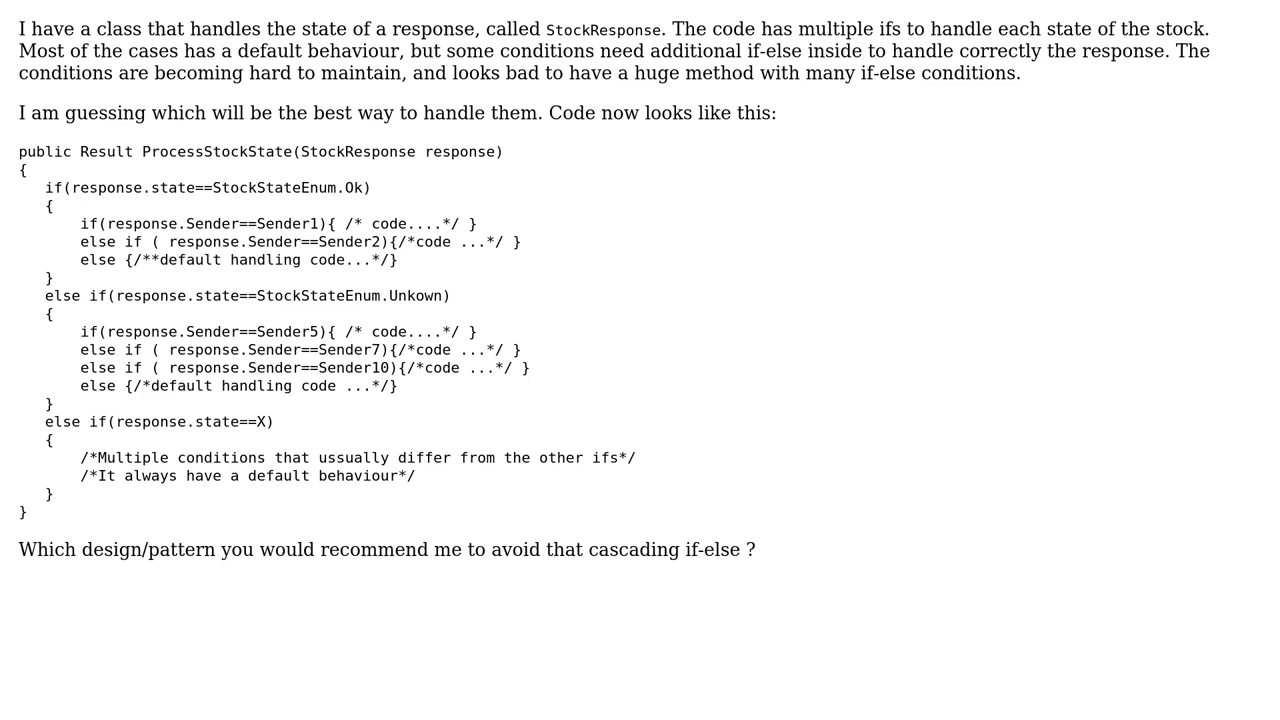 I have a class that handles the state of a response, called StockResponse. The code has multiple ifs to handle each state of the stock.
Most of the cases has a default behaviour, but some conditions need additional if-else inside to handle correctly the response. The
conditions are becoming hard to maintain, and looks bad to have a huge method with many if-else conditions.
I am guessing which will be the best way to handle them. Code now looks like this:
public Result ProcessStockState(StockResponse response)
{
   if(response.state==StockStateEnum.Ok)
   {
       if(response.Sender==Sender1){ /* code....*/ }
       else if ( response.Sender==Sender2){/*code ...*/ }
       else {/**default handling code...*/}
   }
   else if(response.state==StockStateEnum.Unkown)
   {
       if(response.Sender==Sender5){ /* code....*/ }
       else if ( response.Sender==Sender7){/*code ...*/ }
       else if ( response.Sender==Sender10){/*code ...*/ }
       else {/*default handling code ...*/}
   }
   else if(response.state==X)
   {
       /*Multiple conditions that ussually differ from the other ifs*/
       /*It always have a default behaviour*/
   }
}
Which design/pattern you would recommend me to avoid that cascading if-else ?